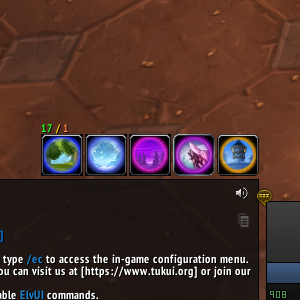 17 / 1
]
type /ec to access the in-game configuration menu.
ou can visit us at [https://www.tukui.org] or join our
able ElvUI commands.
908